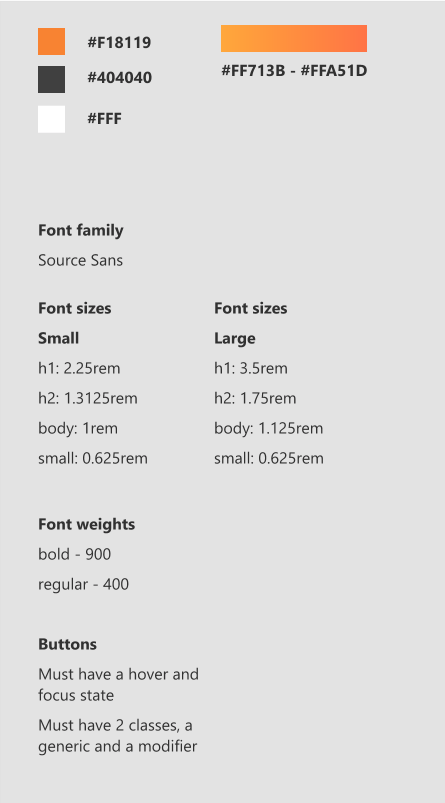 #F18119
#404040
#FFF
#FF713B - #FFA51D
Font family
Source Sans
Font sizes
Small
h1: 2.25rem
h2: 1.3125rem
body: 1rem
small: 0.625rem
Font sizes
Large
h1: 3.5rem
h2: 1.75rem
body: 1.125rem
small: 0.625rem
Font weights
bold - 900
regular - 400
Buttons
Must have a hover and
focus state
Must have 2 classes, a
generic and a modifier